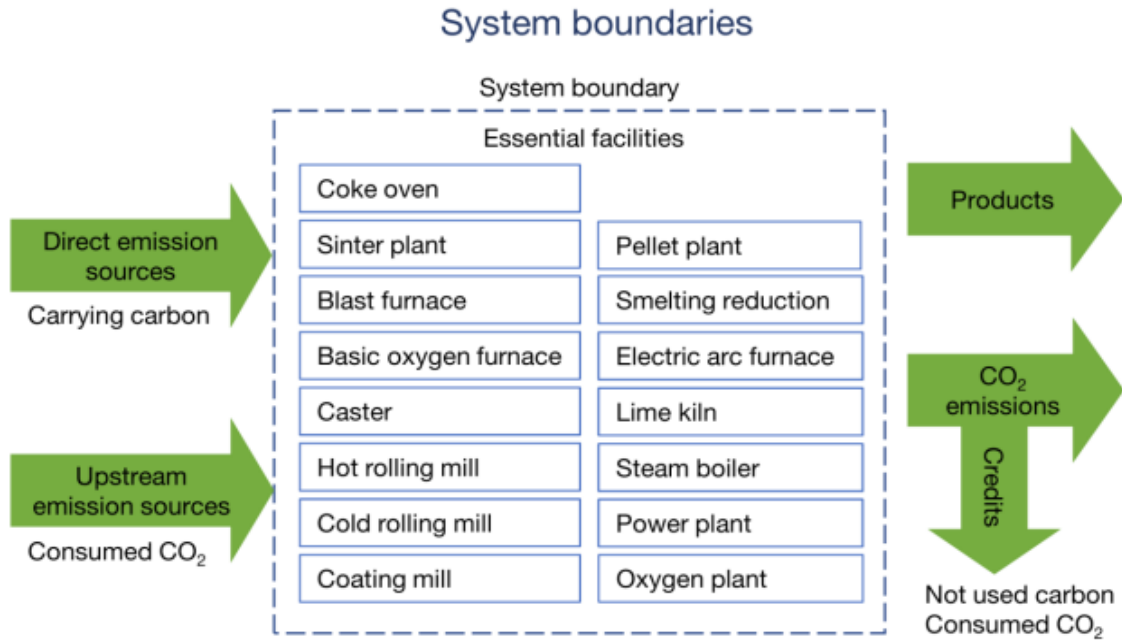 System boundaries
System boundary
Essential facilities
Coke oven
Sinter plant
Pellet plant
Blast furnace
Smelting reduction
Basic oxygen furnace
Electric arc furnace
Caster
Lime kiln
Hot rolling mill
Steam boiler
Cold rolling mill
Power plant
Coating mill
Oxygen plant
Direct emission
sources
Carrying carbon
Upstream
emission sources
Consumed CO₂
Products
CO₂
emissions
Credits
Not used carbon
Consumed CO₂